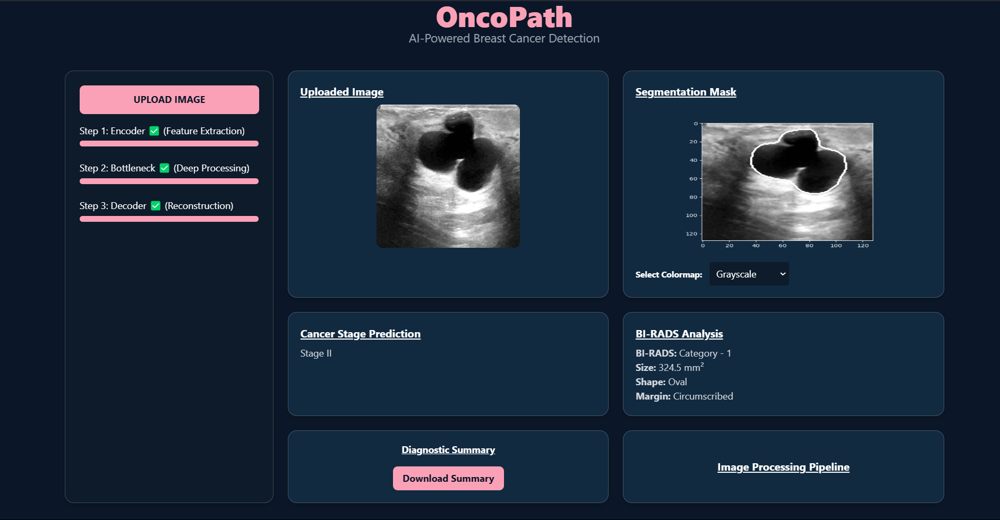 OncoPath
AI-Powered Breast Cancer Detection
UPLOAD IMAGE
Step 1: Encoder ✅ (Feature Extraction)
Step 2: Bottleneck ✅ (Deep Processing)
Step 3: Decoder ✅ (Reconstruction)
Uploaded Image
Segmentation Mask
0
20
40
60
80
100
120
0 20 40 60 80 100 120
Select Colormap: Grayscale
Cancer Stage Prediction
Stage II
BI-RADS Analysis
BI-RADS: Category - 1
Size: 324.5 mm²
Shape: Oval
Margin: Circumscribed
Diagnostic Summary
Download Summary
Image Processing Pipeline